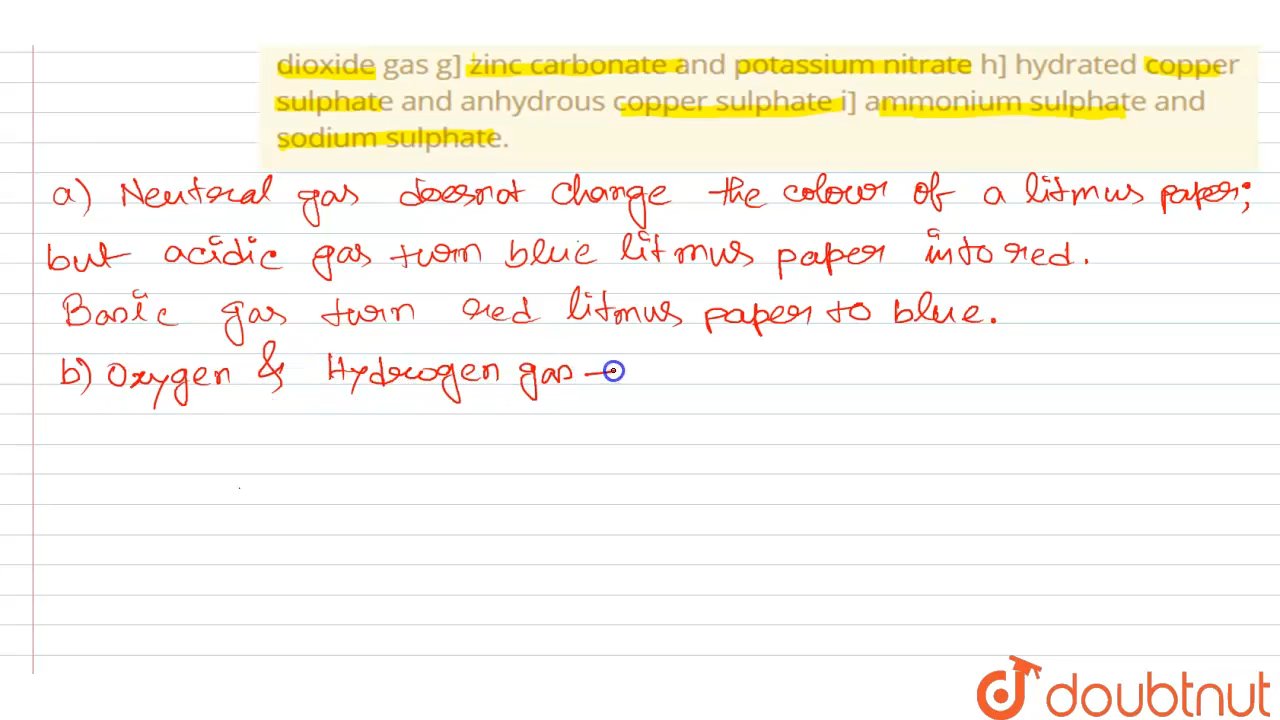 dioxide gas g] zinc carbonate and potassium nitrate h] hydrated copper
sulphate and anhydrous copper sulphate i] ammonium sulphate and
sodium sulphate.
a) Neuteral gas doesnot change the colour of a litmus paper;
but acidic gas turn blue litmus paper into red.
Basic gas turn red litmus paper to blue.
b) Oxygen & Hydrogen gas →
doubtnut